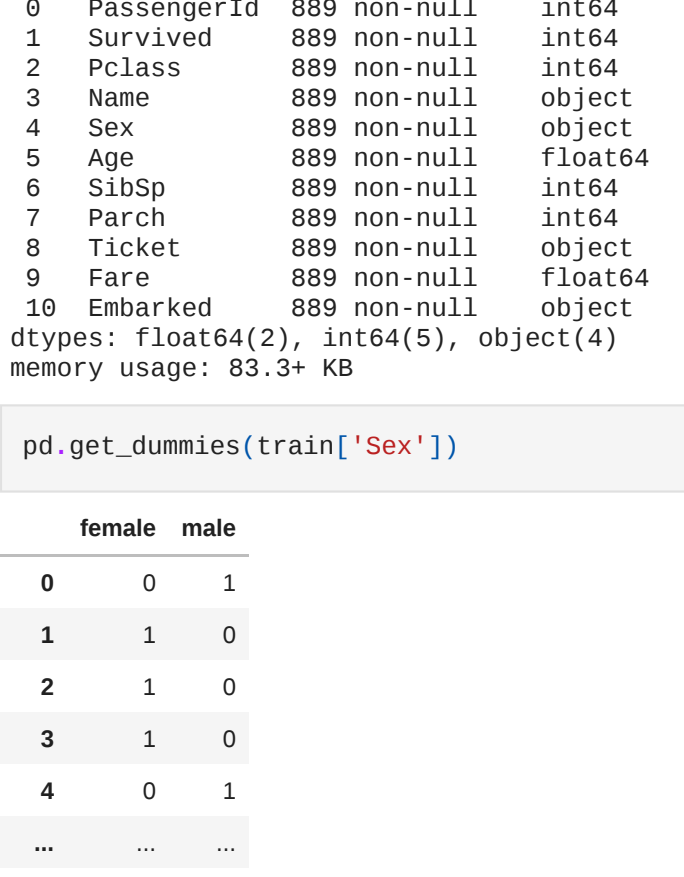 0 PassengerId 889 non-null int64
1 Survived 889 non-null int64
2 Pclass 889 non-null int64
3 Name 889 non-null object
4 Sex 889 non-null object
5 Age 889 non-null float64
6 SibSp 889 non-null int64
7 Parch 889 non-null int64
8 Ticket 889 non-null object
9 Fare 889 non-null float64
10 Embarked 889 non-null object
dtypes: float64(2), int64(5), object(4)
memory usage: 83.3+ KB
pd.get_dummies(train['Sex'])
female male
0 0 1
1 1 0
2 1 0
3 1 0
4 0 1
... ... ...